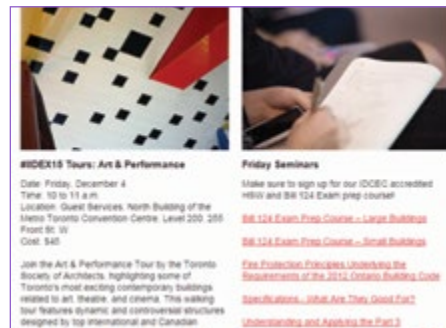 #IIDEX15 Tours: Art & Performance
Date: Friday, December 4
Time: 10 to 11 a.m.
Location: Guest Services, North Building of the
Metro Toronto Convention Centre, Level 200, 255
Front St. W
Cost: $45
Join the Art & Performance Tour by the Toronto
Society of Architects, highlighting some of
Toronto's most exciting contemporary buildings
related to art, theatre, and cinema. This walking
tour features dynamic and controversial structures
designed by top international and Canadian
Friday Seminars
Make sure to sign up for our IDCEC accredited
HSW and Bill 124 Exam prep course!
Bill 124 Exam Prep Course – Large Buildings
Bill 124 Exam Prep Course – Small Buildings
Fire Protection Principles Underlying the
Requirements of the 2012 Ontario Building Code
Specifications - What Are They Good For?
Understanding and Applying the Part 3